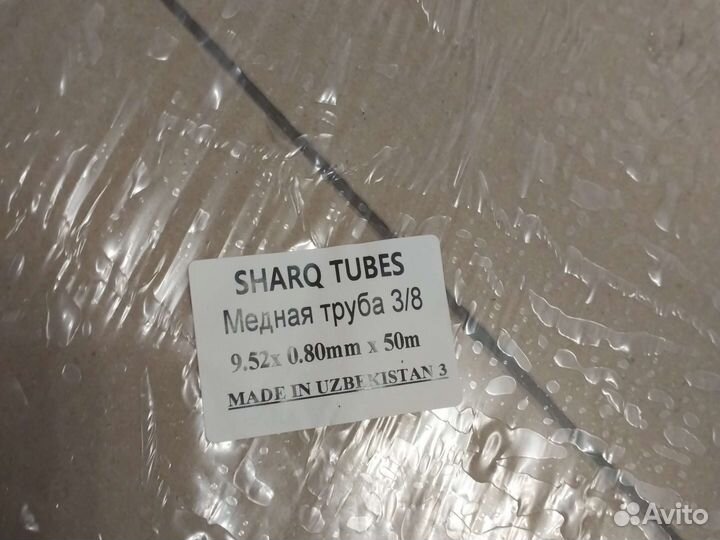 SHARQ TUBES
Медная труба 3/8
9.52x 0.80mm x 50m
MADE IN UZBEKISTAN 3
Avito